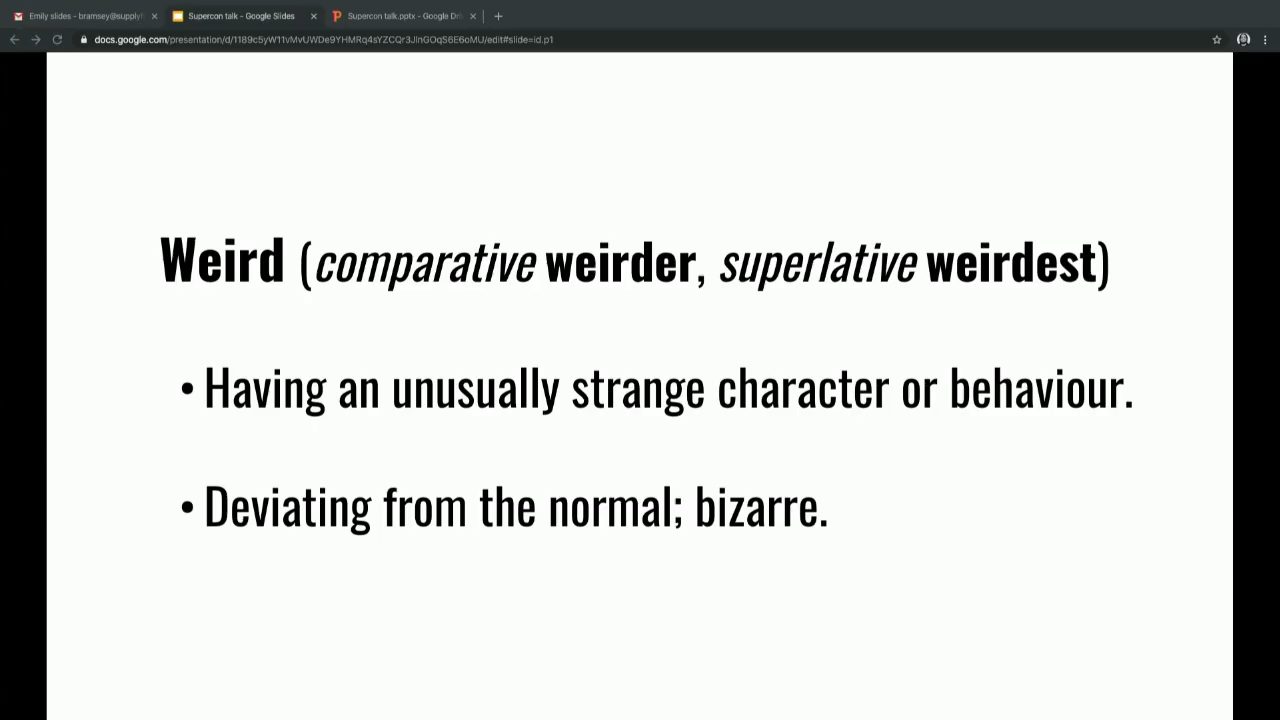 Emily slides - bramsey@supplyf
Supercon talk - Google Slides
Supercon talk.pptx - Google Dri
Weird (comparative weirder, superlative weirdest)
• Having an unusually strange character or behaviour.
• Deviating from the normal; bizarre.